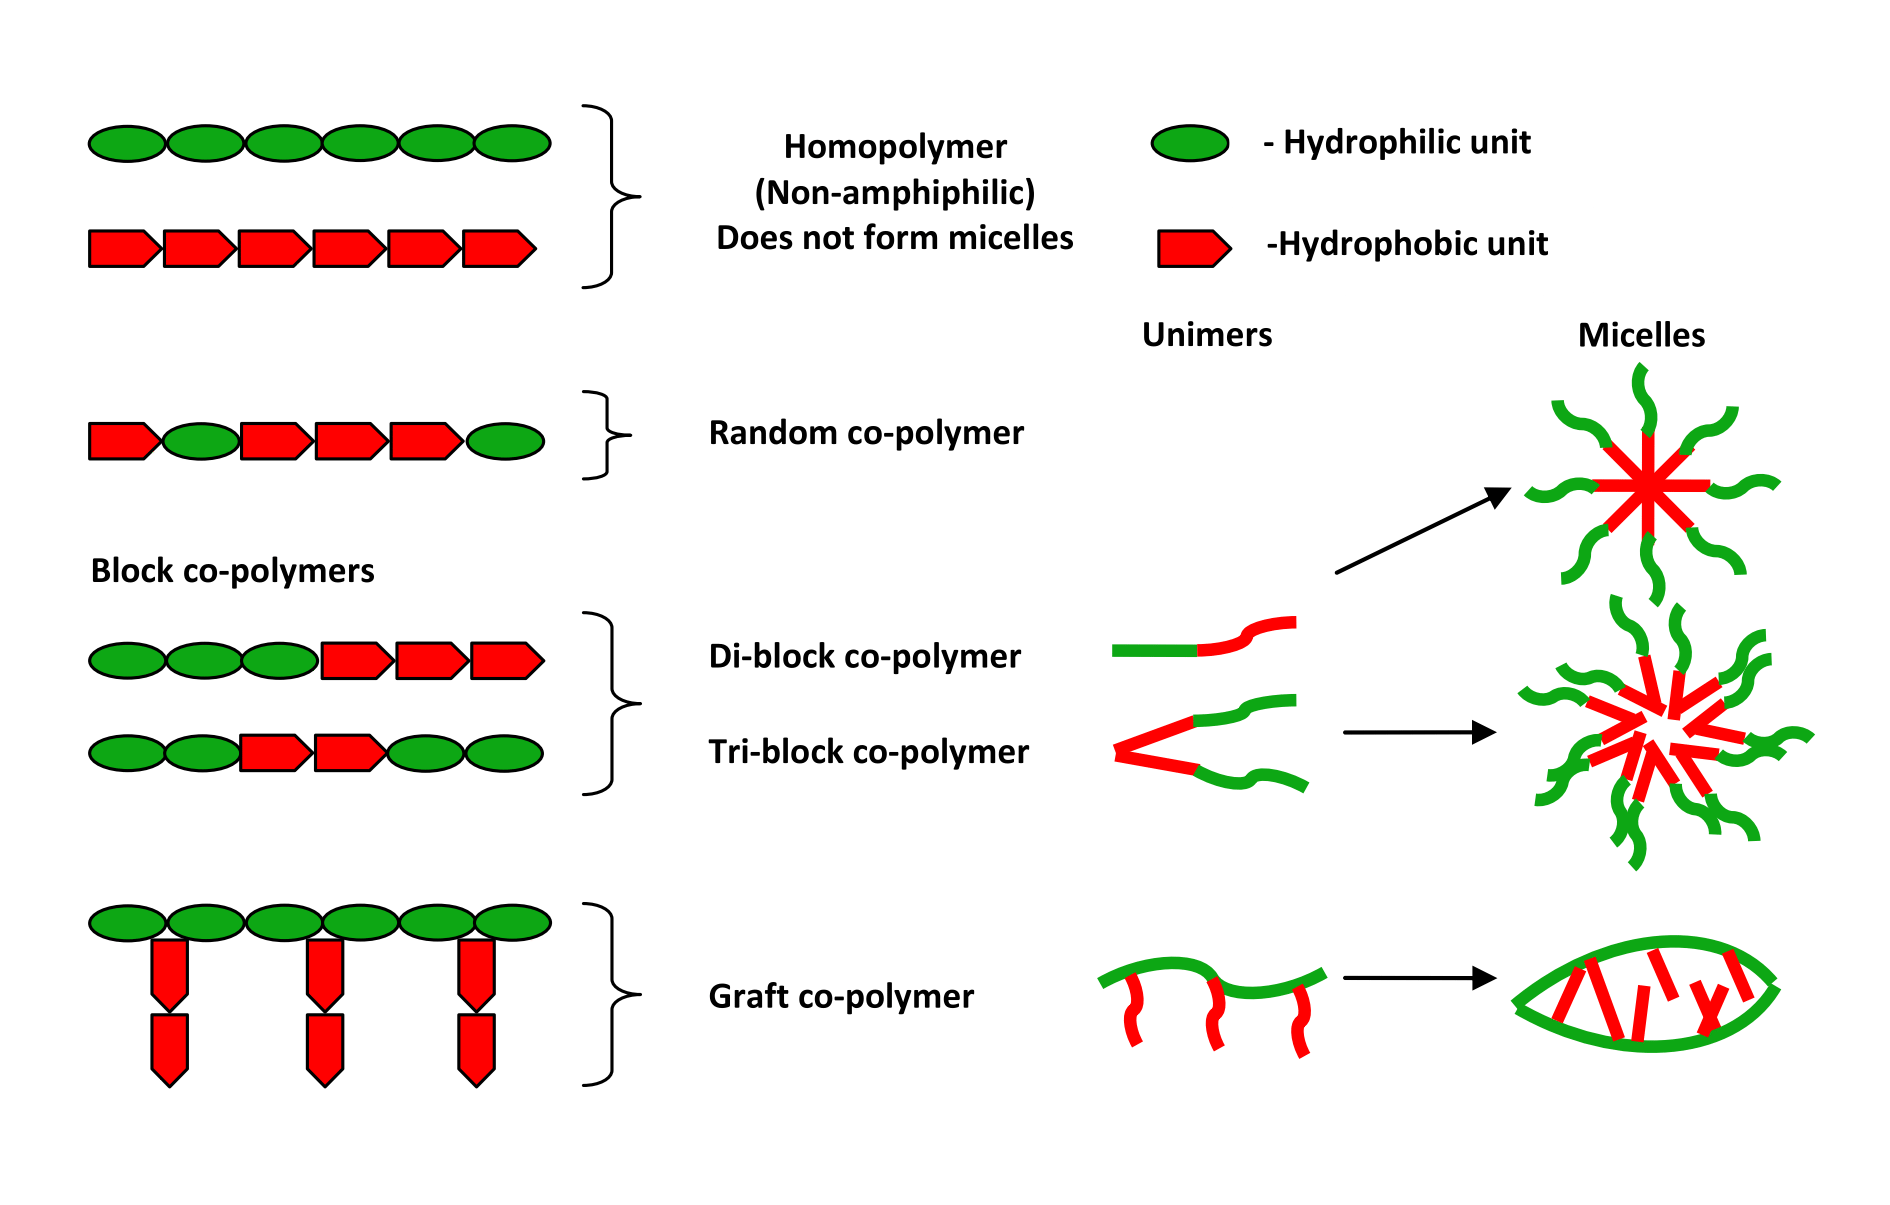 Homopolymer
(Non-amphiphilic)
Does not form micelles
- Hydrophilic unit
-Hydrophobic unit
Unimers
Micelles
Random co-polymer
Block co-polymers
Di-block co-polymer
Tri-block co-polymer
Graft co-polymer